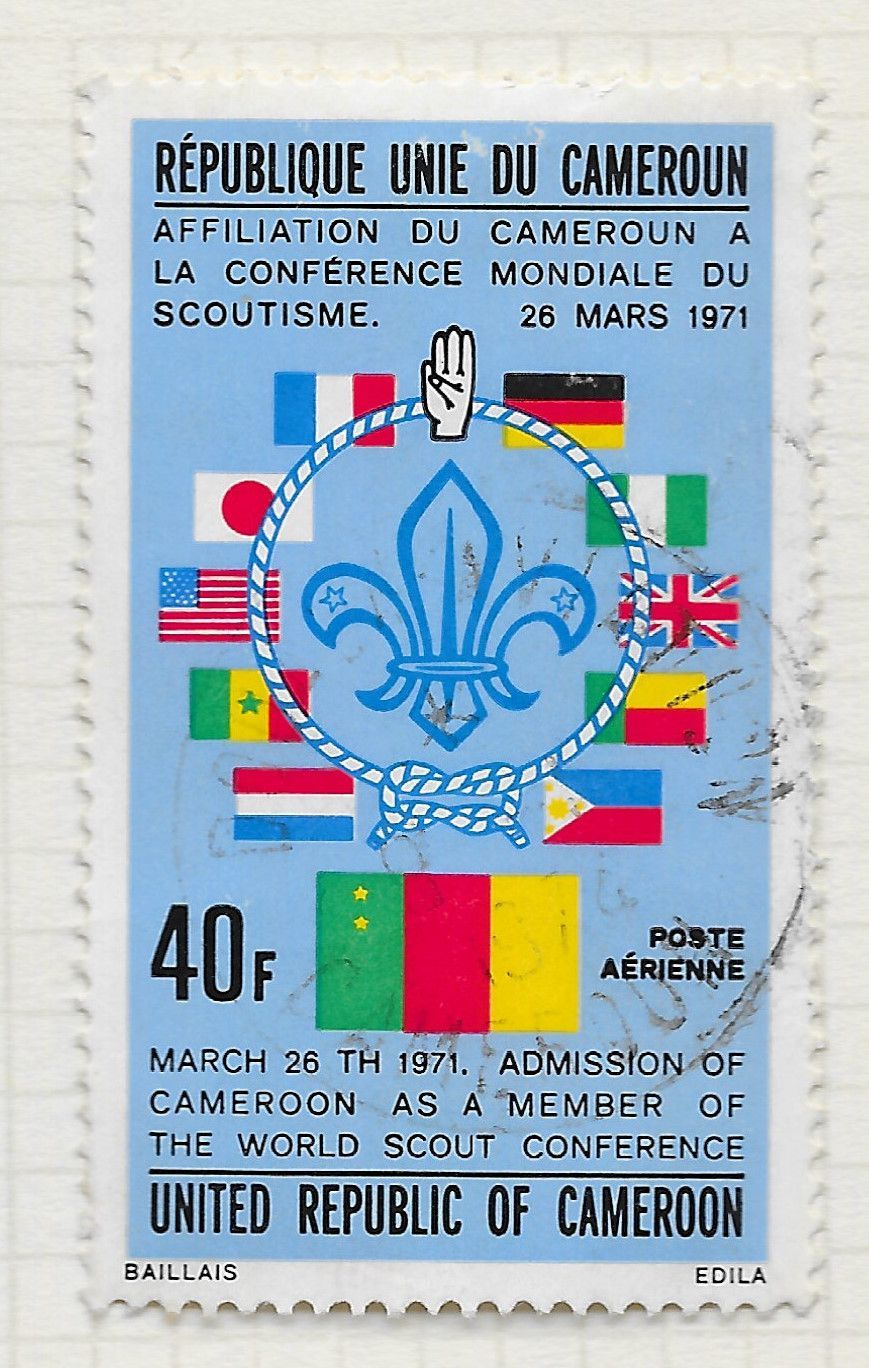 RÉPUBLIQUE UNIE DU CAMEROUN
AFFILIATION DU CAMEROUN A
LA CONFÉRENCE MONDIALE DU
SCOUTISME. 26 MARS 1971
40F
POSTE
AÉRIENNE
MARCH 26 TH 1971. ADMISSION OF
CAMEROON AS A MEMBER OF
THE WORLD SCOUT CONFERENCE
UNITED REPUBLIC OF CAMEROON
BAILLAIS EDILA